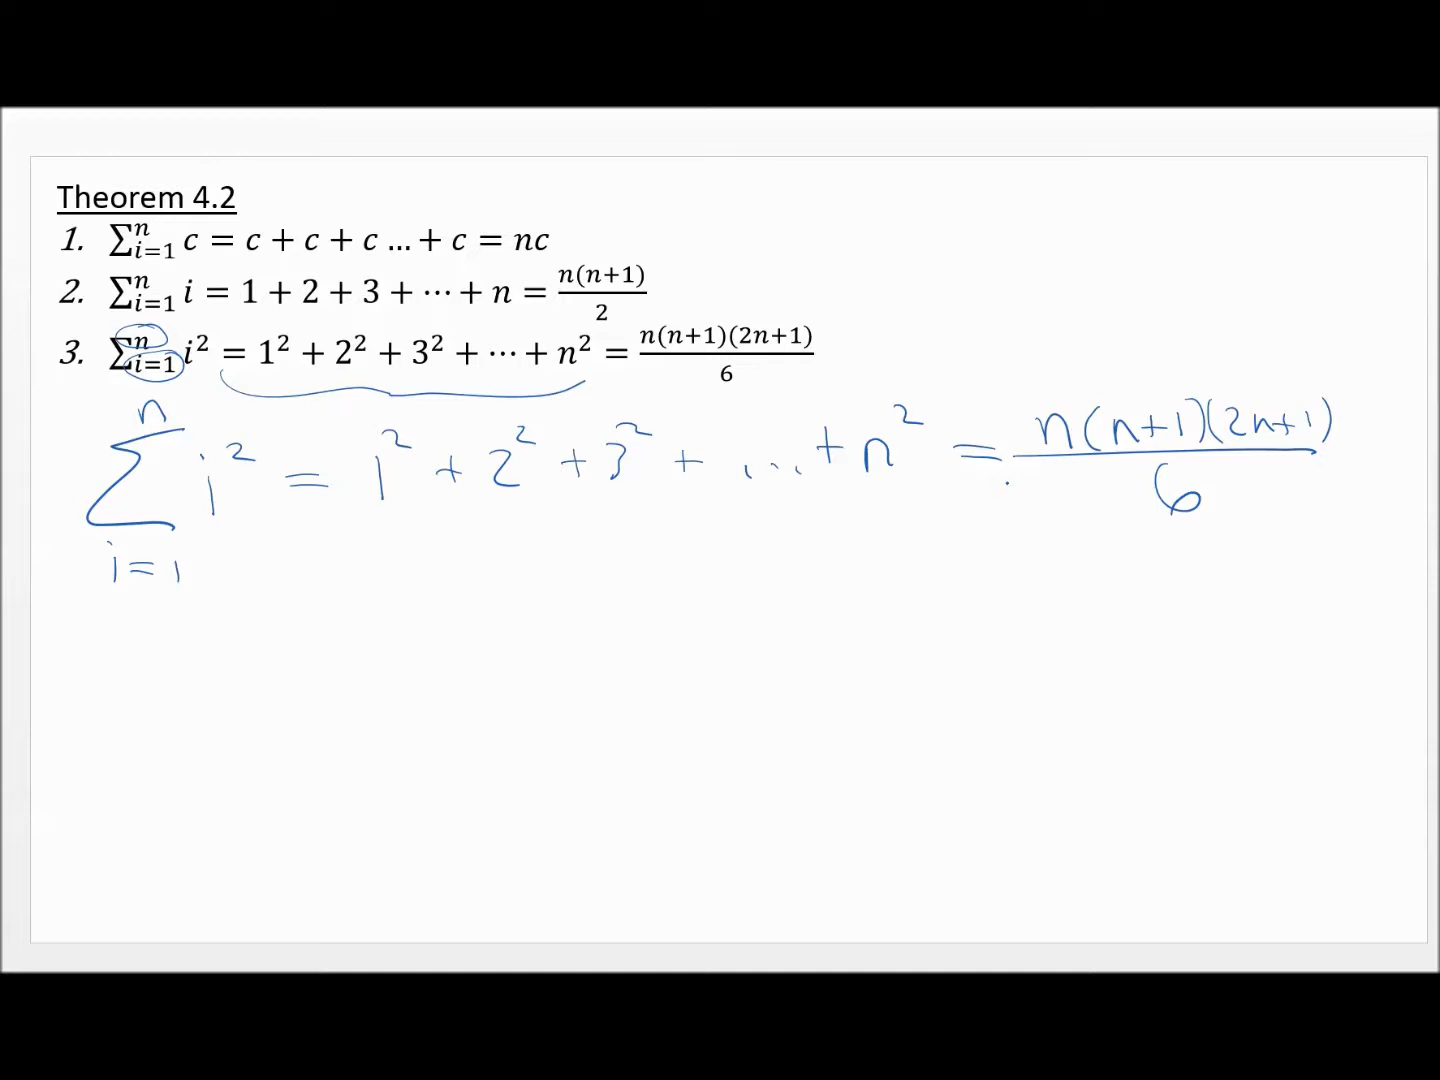 Theorem 4.2
1. ∑ⁿᵢ₌₁ c = c + c + c … + c = nc
2. ∑ⁿᵢ₌₁ i = 1 + 2 + 3 + ⋯ + n = n(n+1)/2
3. ∑ⁿᵢ₌₁ i² = 1² + 2² + 3² + ⋯ + n² = n(n+1)(2n+1)/6
∑ⁿᵢ₌₁ i² = 1² + 2² + 3² + ... + n² = n(n+1)(2n+1)/6